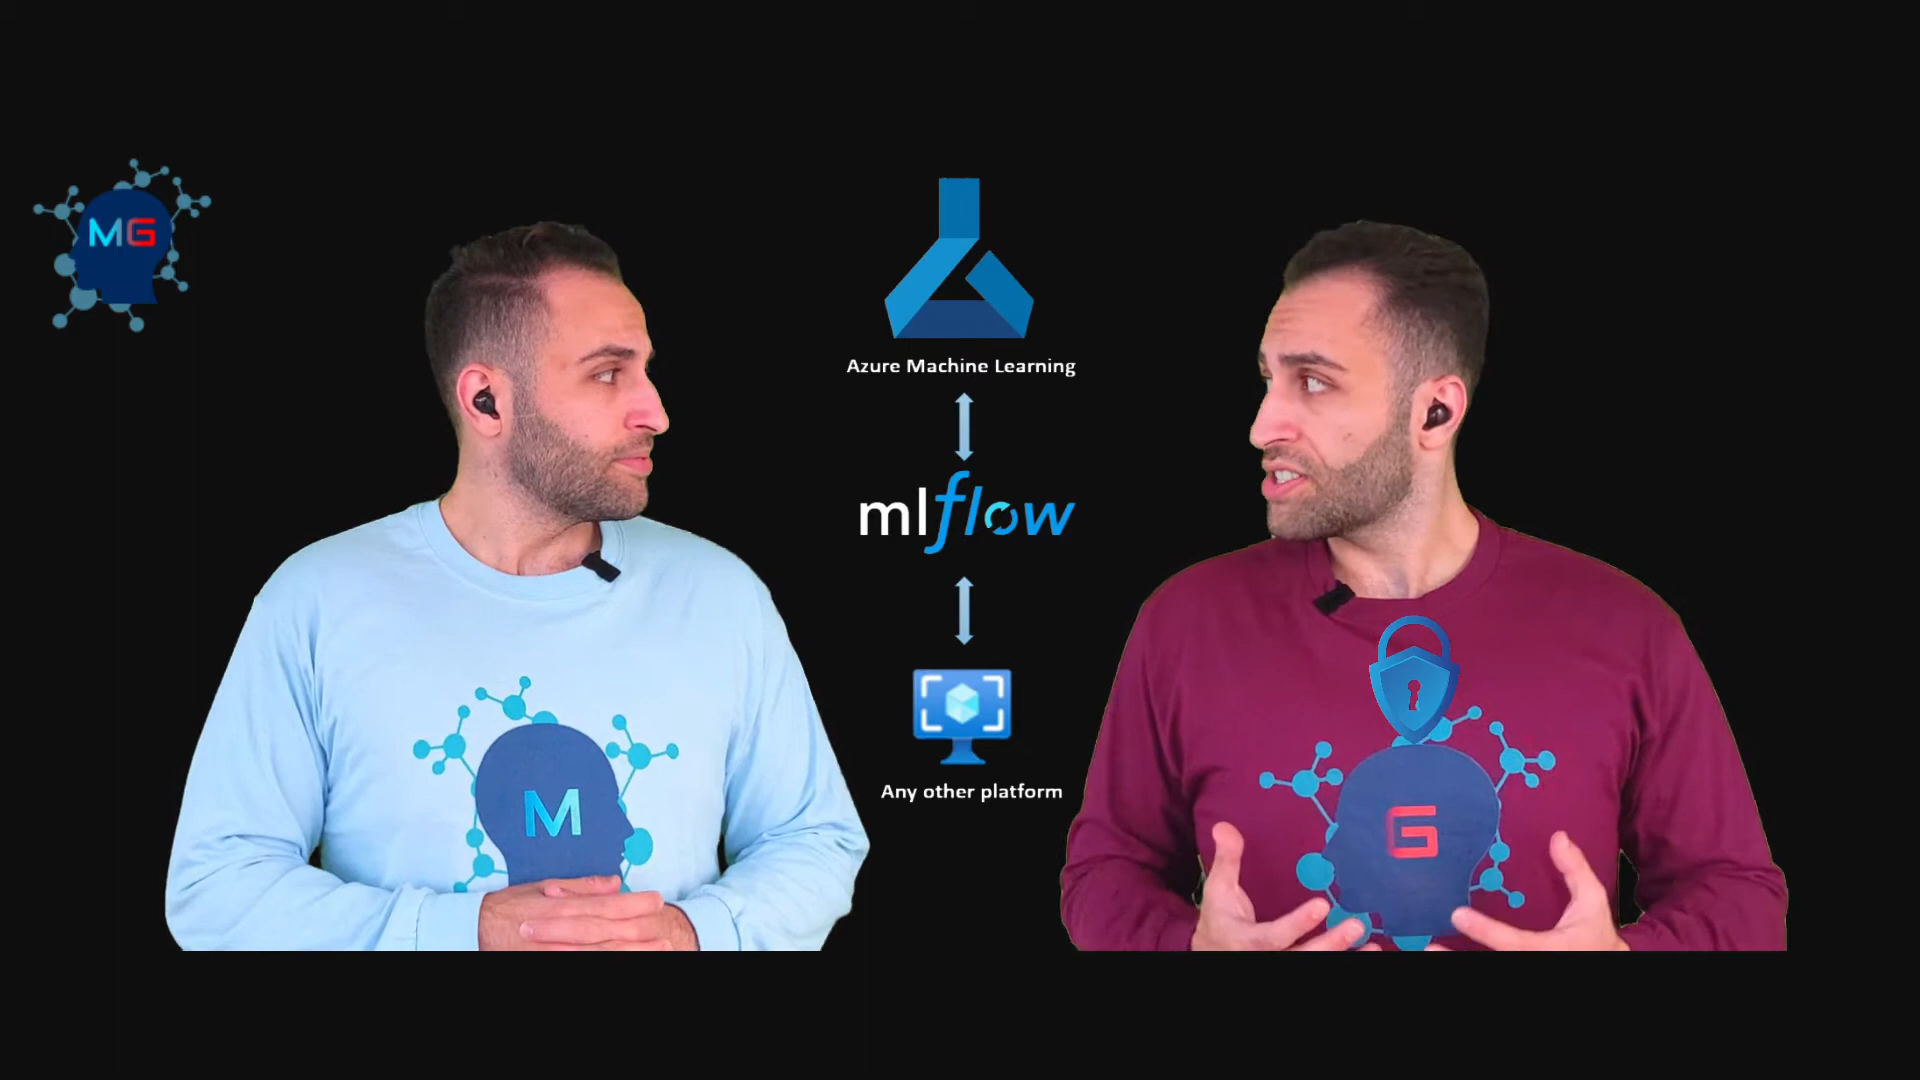 MG
Azure Machine Learning
mlflow
Any other platform
M
G